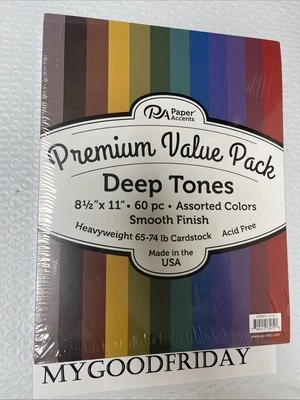 PA Paper Accents
Premium Value Pack
Deep Tones
8½"x 11" • 60 pc • Assorted Colors
Smooth Finish
Heavyweight 65-74 lb Cardstock Acid Free
Made in the
USA
MYGOODFRIDAY